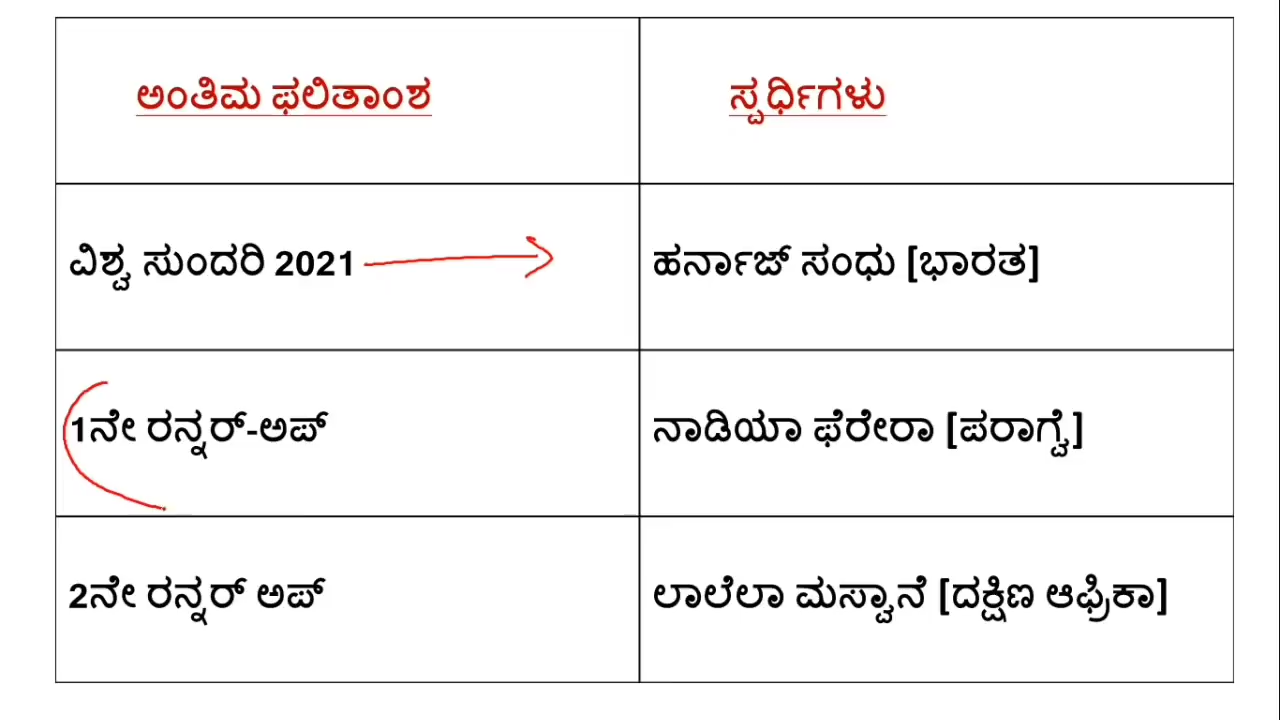 ಅಂತಿಮ ಫಲಿತಾಂಶ
ಸ್ಪರ್ಧಿಗಳು
ವಿಶ್ವ ಸುಂದರಿ 2021
ಹರ್ನಾಜ್ ಸಂಧು [ಭಾರತ]
1ನೇ ರನ್ನರ್-ಅಪ್
ನಾಡಿಯಾ ಫೆರೇರಾ [ಪರಾಗ್ವೆ]
2ನೇ ರನ್ನರ್ ಅಪ್
ಲಾಲೆಲಾ ಮಸ್ವಾನೆ [ದಕ್ಷಿಣ ಆಫ್ರಿಕಾ]